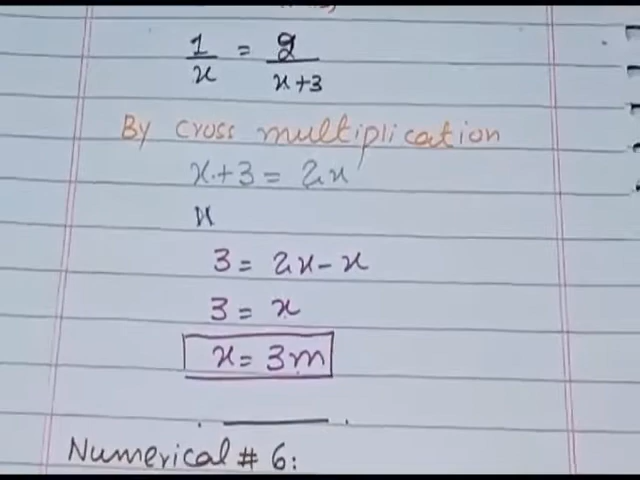 1/x = 2/x+3
By cross multiplication
x+3 = 2x
x
3 = 2x - x
3 = x
x = 3m
Numerical # 6: